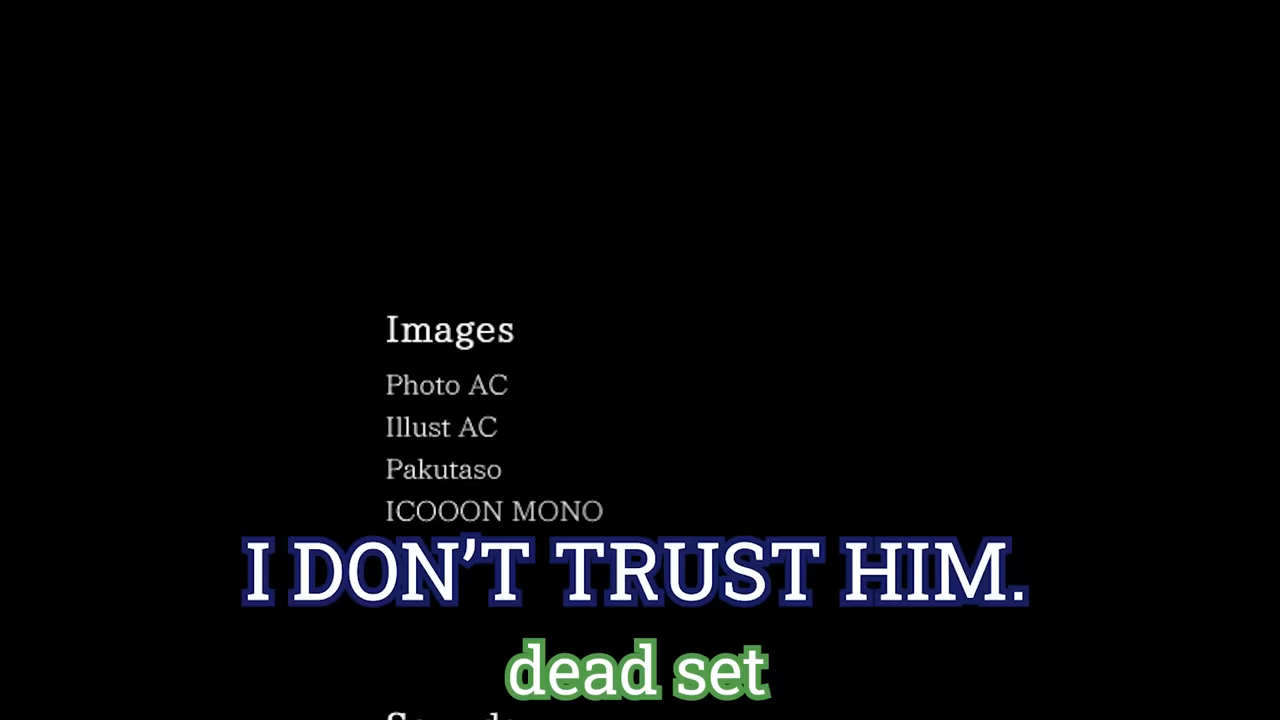 Images
Photo AC
Illust AC
Pakutaso
ICOOON MONO
I DON’T TRUST HIM.
dead set